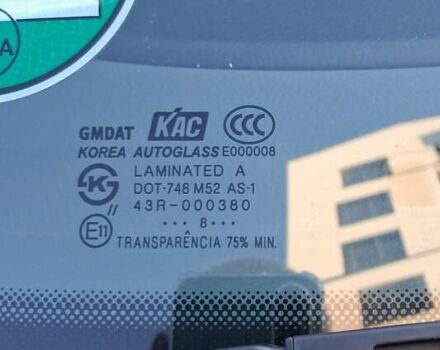 A
GMDAT KAC CCC
KOREA AUTOGLASS E000008
LAMINATED A
DOT-748 M52 AS-1
// 43R-000380
E11 ··· 8 ···
TRANSPARÊNCIA 75% MIN.